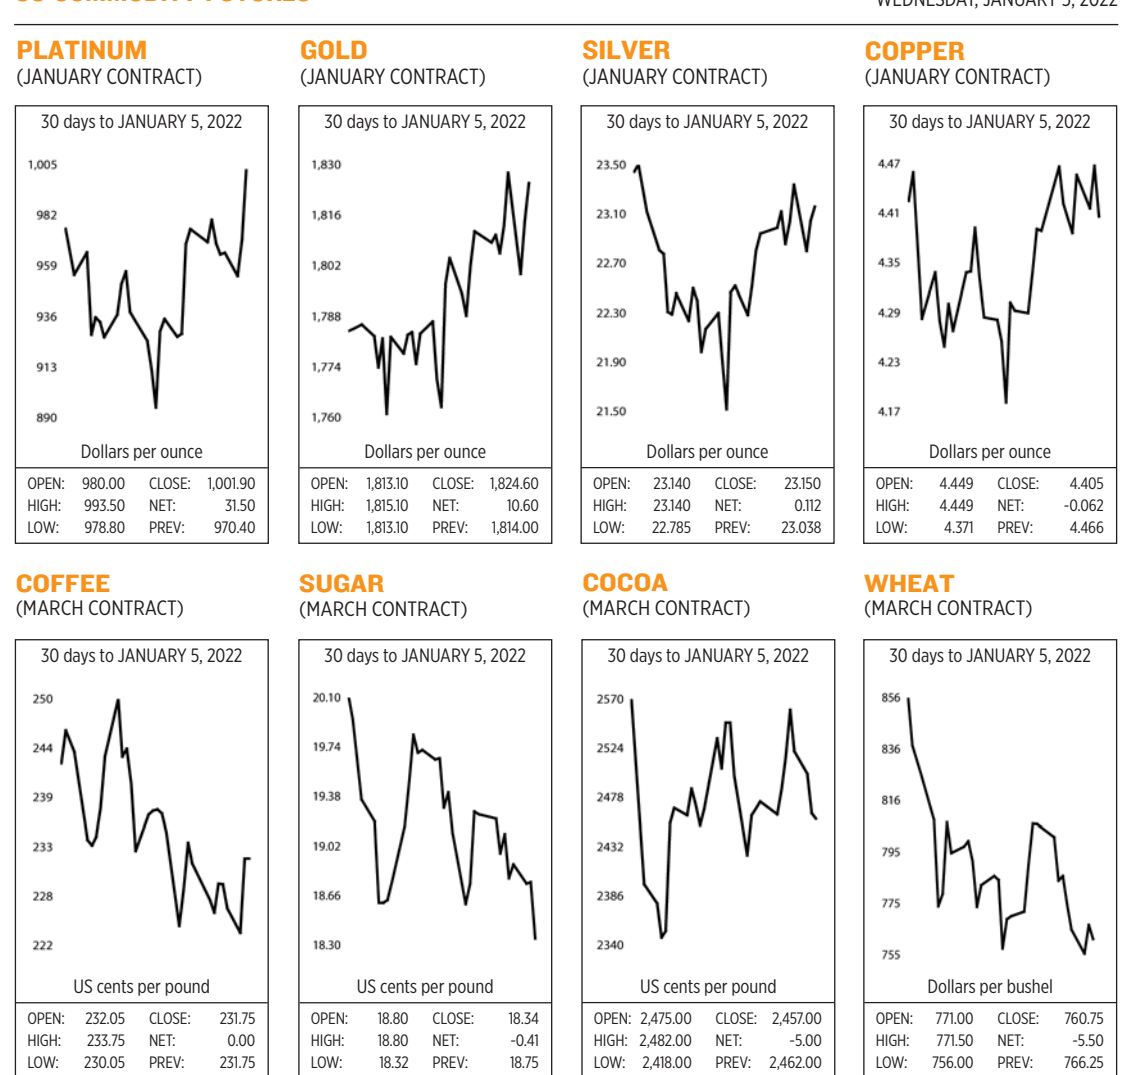 US COMMODITY FUTURES
WEDNESDAY, JANUARY 5, 2022
PLATINUM
(JANUARY CONTRACT)
30 days to JANUARY 5, 2022
1,005
982
959
936
913
890
Dollars per ounce
OPEN: 980.00 CLOSE: 1,001.90
HIGH: 993.50 NET: 31.50
LOW: 978.80 PREV: 970.40
GOLD
(JANUARY CONTRACT)
30 days to JANUARY 5, 2022
1,830
1,816
1,802
1,788
1,774
1,760
Dollars per ounce
OPEN: 1,813.10 CLOSE: 1,824.60
HIGH: 1,815.10 NET: 10.60
LOW: 1,813.10 PREV: 1,814.00
SILVER
(JANUARY CONTRACT)
30 days to JANUARY 5, 2022
23.50
23.10
22.70
22.30
21.90
21.50
Dollars per ounce
OPEN: 23.140 CLOSE: 23.150
HIGH: 23.140 NET: 0.112
LOW: 22.785 PREV: 23.038
COPPER
(JANUARY CONTRACT)
30 days to JANUARY 5, 2022
4.47
4.41
4.35
4.29
4.23
4.17
Dollars per ounce
OPEN: 4.449 CLOSE: 4.405
HIGH: 4.449 NET: -0.062
LOW: 4.371 PREV: 4.466
COFFEE
(MARCH CONTRACT)
30 days to JANUARY 5, 2022
250
244
239
233
228
222
US cents per pound
OPEN: 232.05 CLOSE: 231.75
HIGH: 233.75 NET: 0.00
LOW: 230.05 PREV: 231.75
SUGAR
(MARCH CONTRACT)
30 days to JANUARY 5, 2022
20.10
19.74
19.38
19.02
18.66
18.30
US cents per pound
OPEN: 18.80 CLOSE: 18.34
HIGH: 18.80 NET: -0.41
LOW: 18.32 PREV: 18.75
COCOA
(MARCH CONTRACT)
30 days to JANUARY 5, 2022
2570
2524
2478
2432
2386
2340
US cents per pound
OPEN: 2,475.00 CLOSE: 2,457.00
HIGH: 2,482.00 NET: -5.00
LOW: 2,418.00 PREV: 2,462.00
WHEAT
(MARCH CONTRACT)
30 days to JANUARY 5, 2022
856
836
816
795
775
755
Dollars per bushel
OPEN: 771.00 CLOSE: 760.75
HIGH: 771.50 NET: -5.50
LOW: 756.00 PREV: 766.25